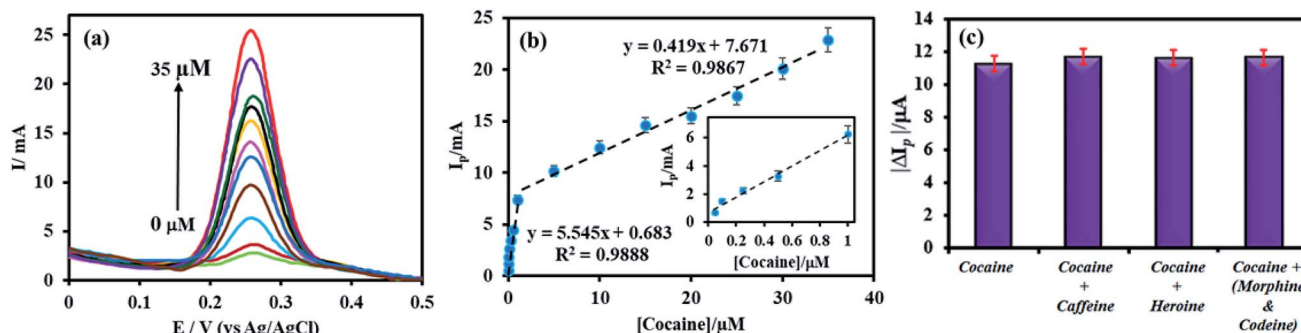 (a)
25
20
15
10
5
0
I/ mA
35 µM
0 µM
0
0.1
0.2
0.3
0.4
0.5
E / V (vs Ag/AgCl)
(b)
25
20
15
10
5
0
Ip/mA
y = 0.419x + 7.671
R² = 0.9867
y = 5.545x + 0.683
R² = 0.9888
6
4
2
0
Ip/mA
0
0.2
0.4
0.6
0.8
1
[Cocaine]/µM
0
10
20
30
40
[Cocaine]/µM
(c)
14
12
10
8
6
4
2
0
|ΔIp |/µA
Cocaine
Cocaine
+
Caffeine
Cocaine
+
Heroine
Cocaine +
(Morphine
&
Codeine)